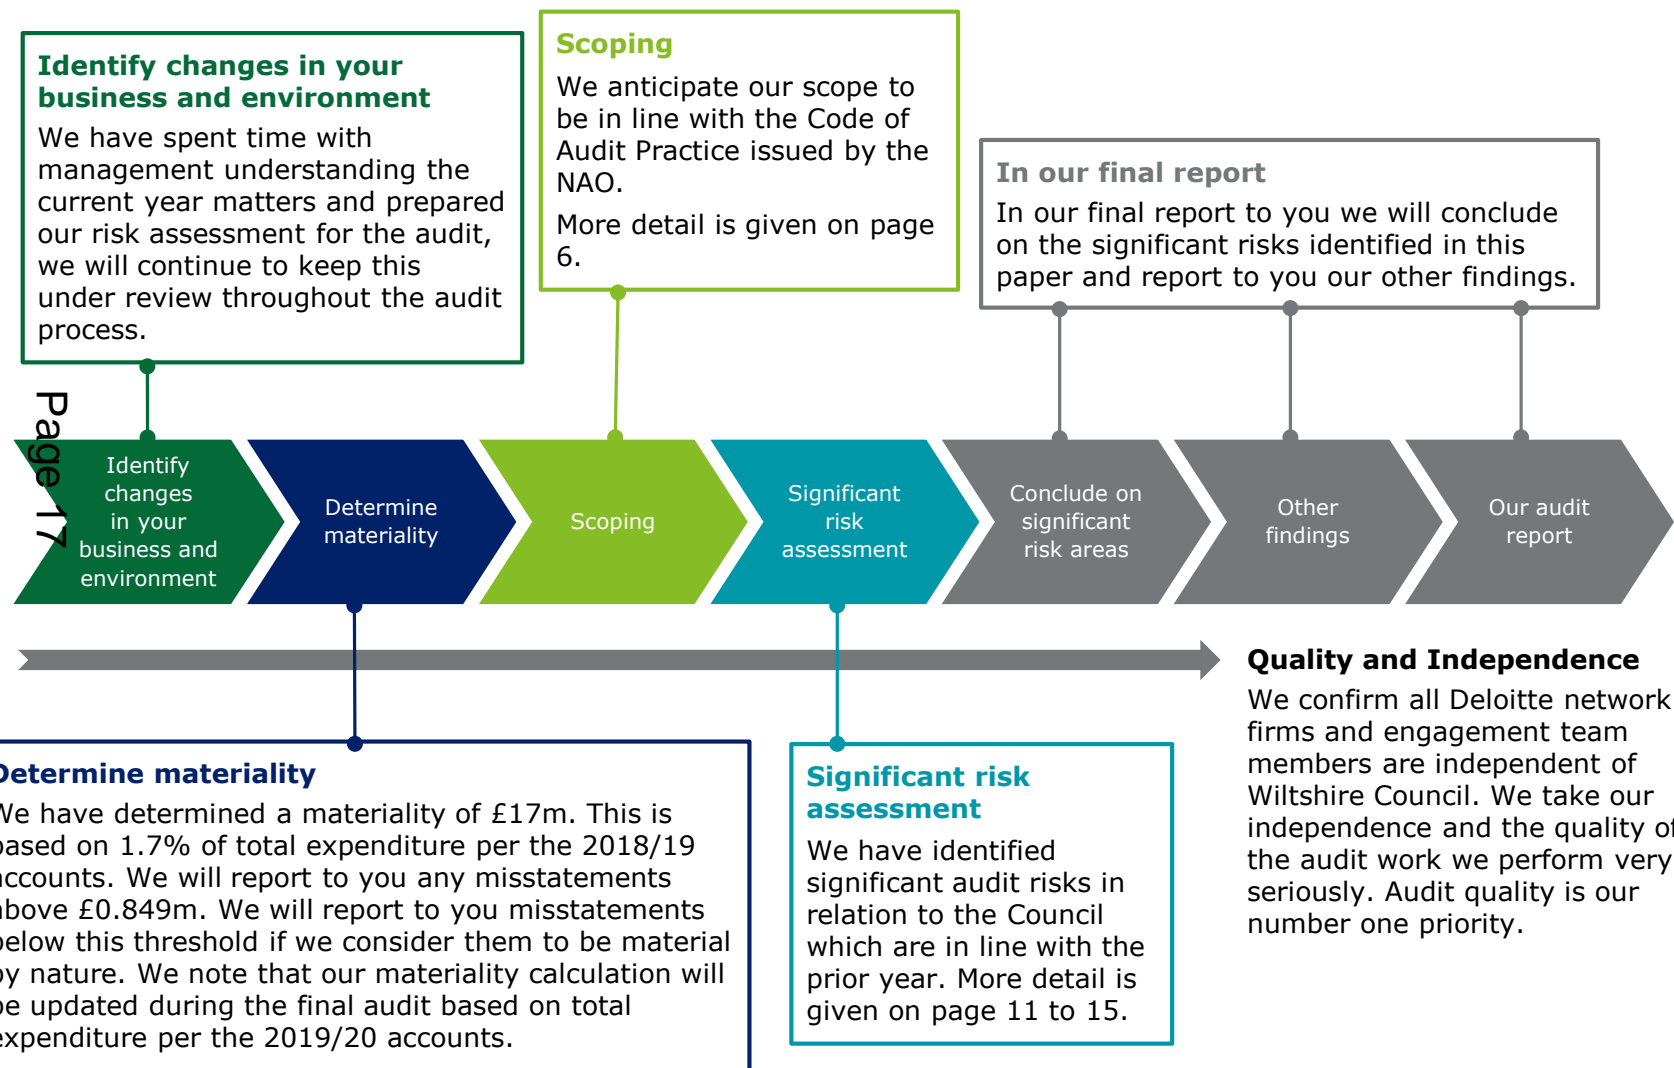 Identify changes in your
business and environment
We have spent time with
management understanding the
current year matters and prepared
our risk assessment for the audit,
we will continue to keep this
under review throughout the audit
process.
Scoping
We anticipate our scope to
be in line with the Code of
Audit Practice issued by the
NAO.
More detail is given on page
6.
In our final report
In our final report to you we will conclude
on the significant risks identified in this
paper and report to you our other findings.
Page 17
Identify
changes
in your
business and
environment
Determine
materiality
Scoping
Significant
risk
assessment
Conclude on
significant
risk areas
Other
findings
Our audit
report
Determine materiality
We have determined a materiality of £17m. This is
based on 1.7% of total expenditure per the 2018/19
accounts. We will report to you any misstatements
above £0.849m. We will report to you misstatements
below this threshold if we consider them to be material
by nature. We note that our materiality calculation will
be updated during the final audit based on total
expenditure per the 2019/20 accounts.
Significant risk
assessment
We have identified
significant audit risks in
relation to the Council
which are in line with the
prior year. More detail is
given on page 11 to 15.
Quality and Independence
We confirm all Deloitte network
firms and engagement team
members are independent of
Wiltshire Council. We take our
independence and the quality of
the audit work we perform very
seriously. Audit quality is our
number one priority.